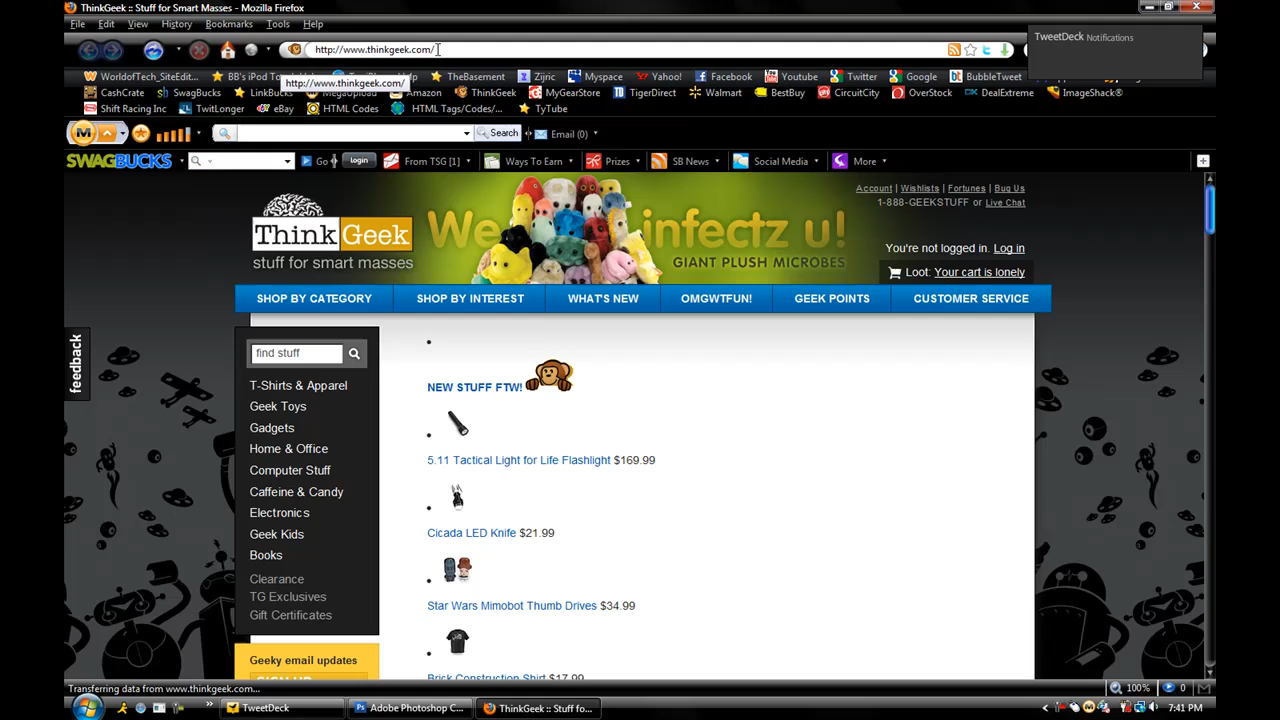 ThinkGeek :: Stuff for Smart Masses - Mozilla Firefox
File Edit View History Bookmarks Tools Help
http://www.thinkgeek.com/
TweetDeck Notifications
WorldofTech_SiteEdit... BB's iPod TheBasement Zijric Myspace Yahoo! Facebook Youtube Twitter Google BubbleTweet
http://www.thinkgeek.com/
CashCrate SwagBucks LinkBucks Amazon ThinkGeek MyGearStore TigerDirect Walmart BestBuy CircuitCity OverStock DealExtreme ImageShack®
Shift Racing Inc TwitLonger eBay HTML Codes HTML Tags/Codes/... TyTube
M Search Email (0)
SWAGBUCKS Go login From TSG [1] Ways To Earn Prizes SB News Social Media More
Account | Wishlists | Fortunes | Bug Us
1-888-GEEKSTUFF or Live Chat
ThinkGeek
stuff for smart masses
We infectz u!
GIANT PLUSH MICROBES
You're not logged in. Log in
Loot: Your cart is lonely
SHOP BY CATEGORY SHOP BY INTEREST WHAT'S NEW OMGWTFUN! GEEK POINTS CUSTOMER SERVICE
feedback
find stuff
T-Shirts & Apparel
Geek Toys
Gadgets
Home & Office
Computer Stuff
Caffeine & Candy
Electronics
Geek Kids
Books
Clearance
TG Exclusives
Gift Certificates
Geeky email updates
SIGN UP
NEW STUFF FTW!
5.11 Tactical Light for Life Flashlight $169.99
Cicada LED Knife $21.99
Star Wars Mimobot Thumb Drives $34.99
Brick Construction Shirt $17.99
Transferring data from www.thinkgeek.com...
100% 0
TweetDeck Adobe Photoshop C... ThinkGeek :: Stuff fo... 7:41 PM